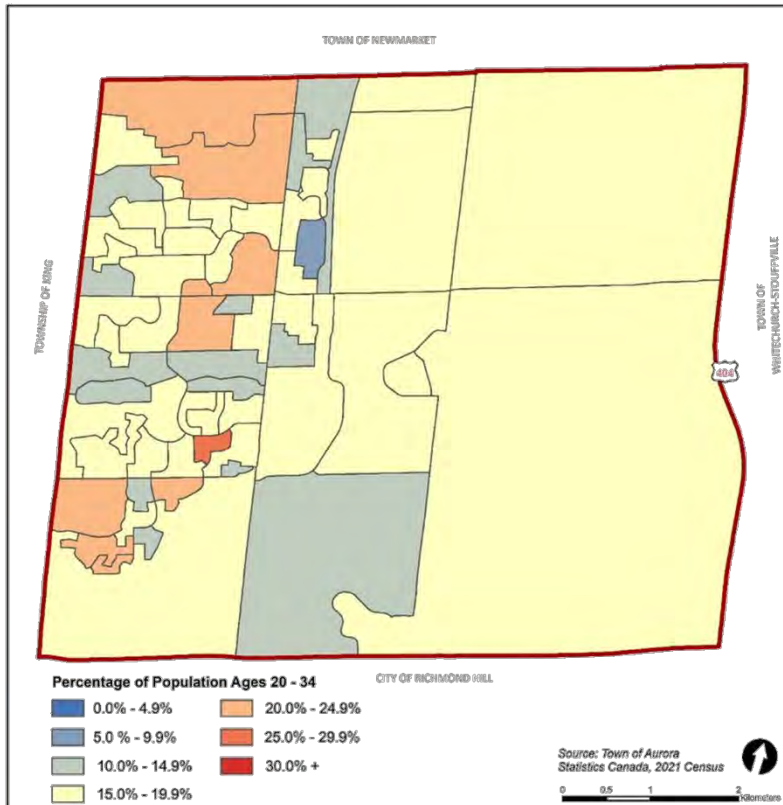 TOWN OF NEWMARKET
TOWNSHIP OF KING
TOWN OF
WHITECHURCH-STOUFFVILLE
404
CITY OF RICHMOND HILL
Percentage of Population Ages 20 - 34
0.0% - 4.9%
5.0 % - 9.9%
10.0% - 14.9%
15.0% - 19.9%
20.0% - 24.9%
25.0% - 29.9%
30.0% +
Source: Town of Aurora
Statistics Canada, 2021 Census
0 0.5 1 2
Kilometers